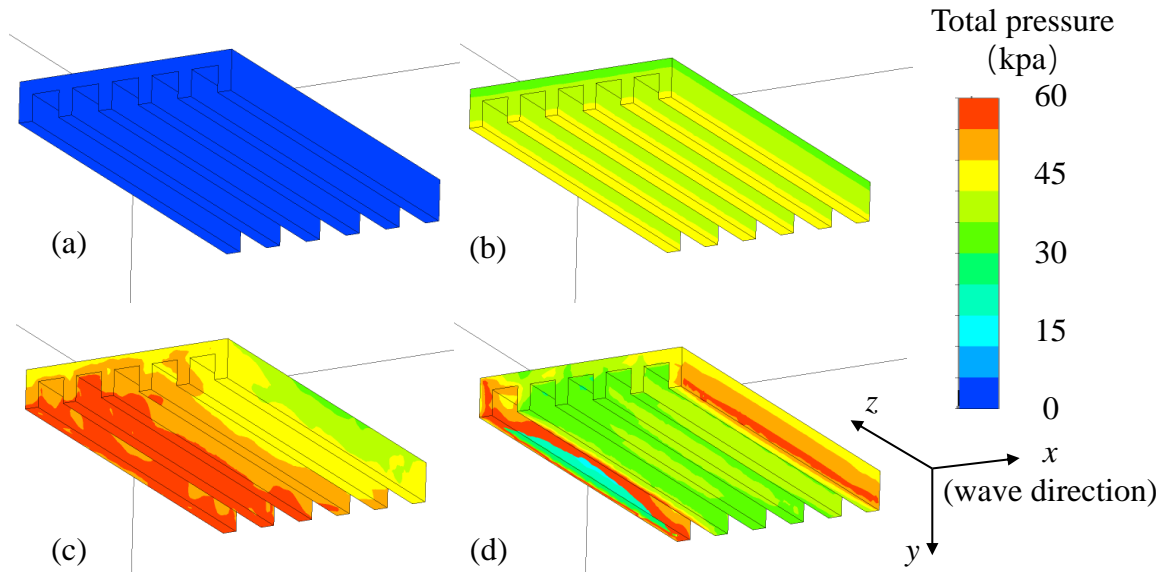 Total pressure
（kpa）
60
45
30
15
0
(a)
(b)
(c)
(d)
z
x
(wave direction)
y